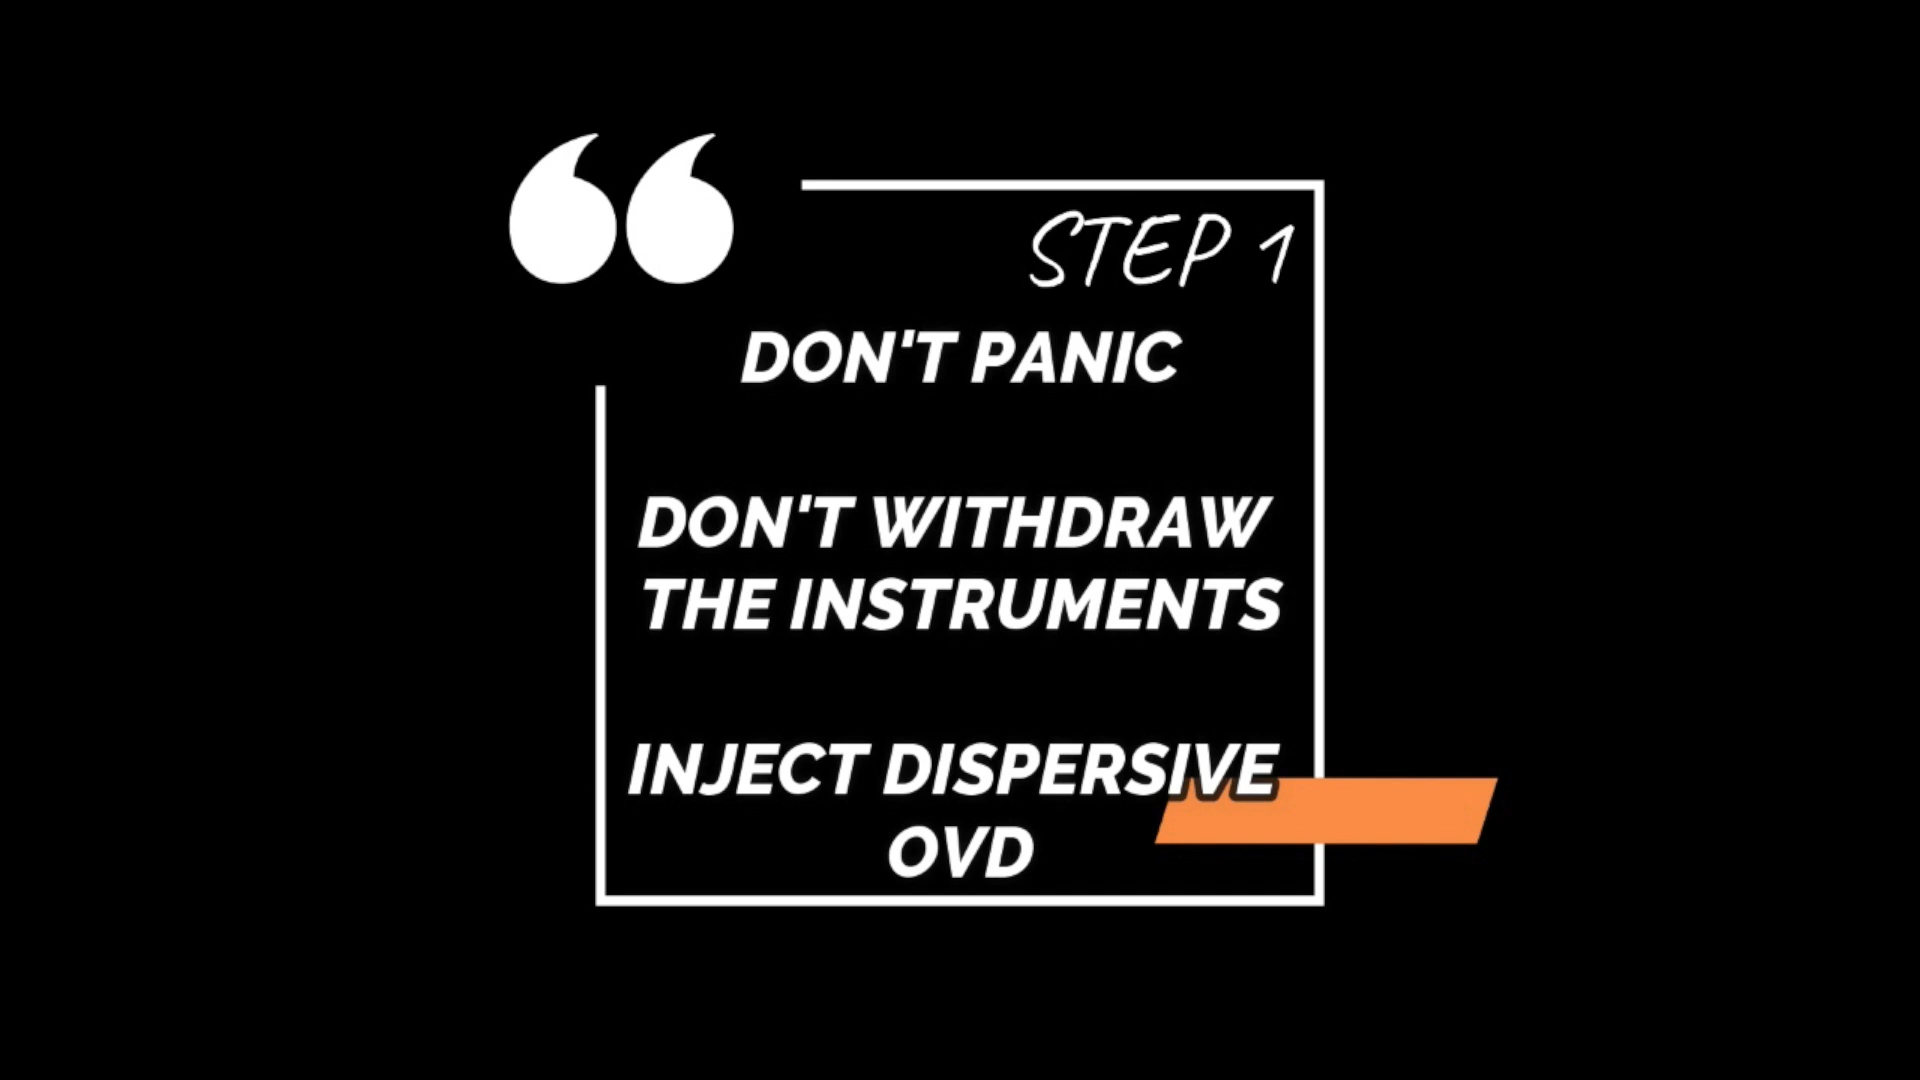 STEP 1
DON'T PANIC
DON'T WITHDRAW
THE INSTRUMENTS
INJECT DISPERSIVE
OVD